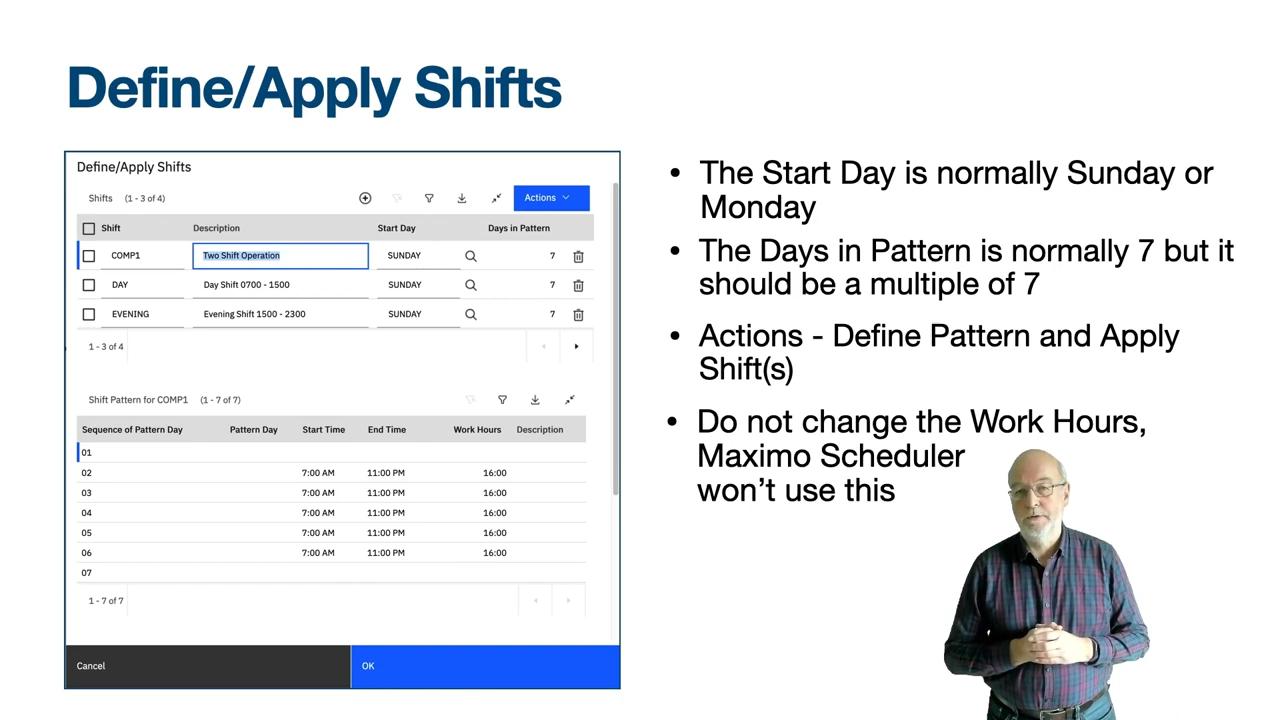 Define/Apply Shifts
Define/Apply Shifts
Shifts (1 - 3 of 4) Actions
Shift Description Start Day Days in Pattern
COMP1 Two Shift Operation SUNDAY 7
DAY Day Shift 0700 - 1500 SUNDAY 7
EVENING Evening Shift 1500 - 2300 SUNDAY 7
1 - 3 of 4
Shift Pattern for COMP1 (1 - 7 of 7)
Sequence of Pattern Day Pattern Day Start Time End Time Work Hours Description
01
02 7:00 AM 11:00 PM 16:00
03 7:00 AM 11:00 PM 16:00
04 7:00 AM 11:00 PM 16:00
05 7:00 AM 11:00 PM 16:00
06 7:00 AM 11:00 PM 16:00
07
1 - 7 of 7
Cancel OK
• The Start Day is normally Sunday or
Monday
• The Days in Pattern is normally 7 but it
should be a multiple of 7
• Actions - Define Pattern and Apply
Shift(s)
• Do not change the Work Hours,
Maximo Scheduler
won’t use this